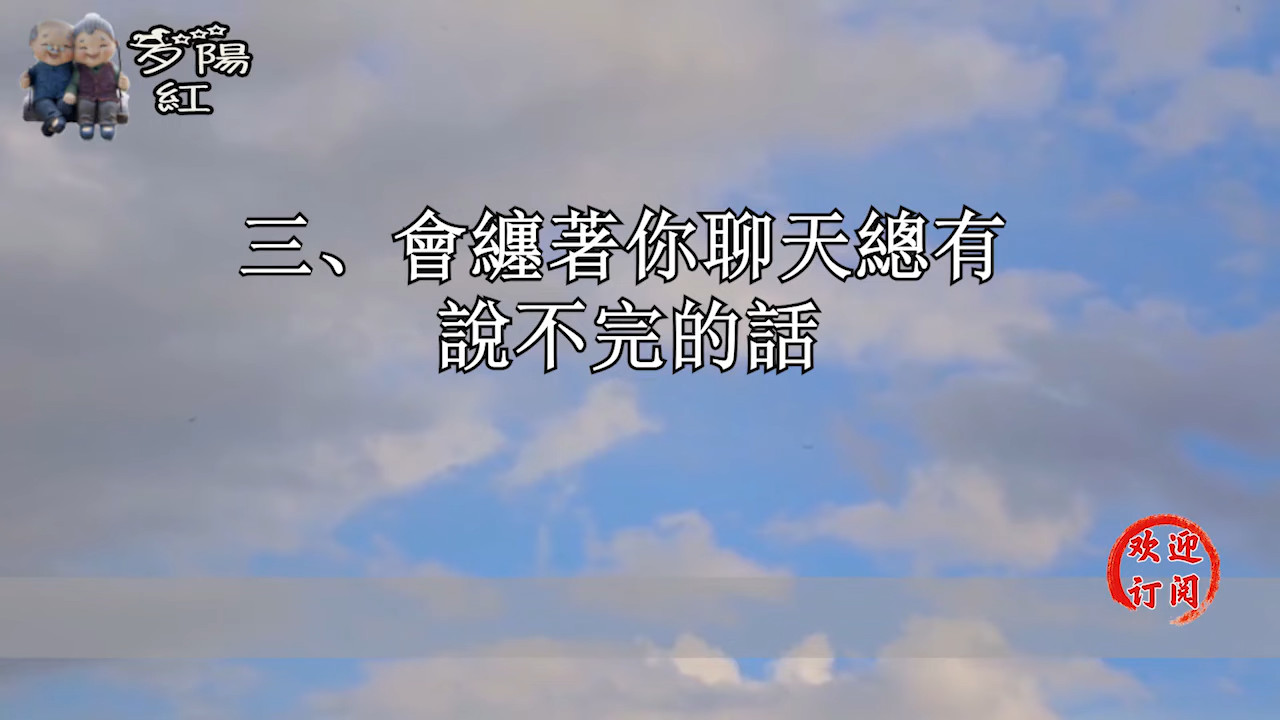 夕陽
紅
三、會纏著你聊天總有
說不完的話
欢迎
订阅